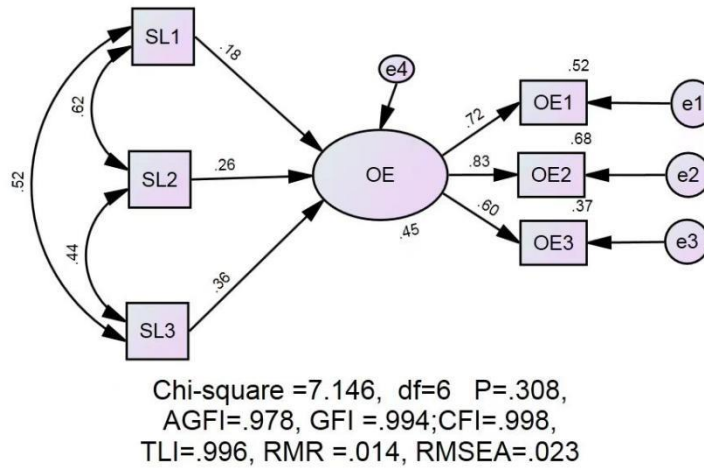 SL1
.18
e4
.52
OE1
e1
.72
.62
.68
SL2
.26
OE
.83
OE2
e2
.52
.37
.60
.45
OE3
e3
.44
.36
SL3
Chi-square =7.146, df=6 P=.308,
AGFI=.978, GFI =.994;CFI=.998,
TLI=.996, RMR =.014, RMSEA=.023